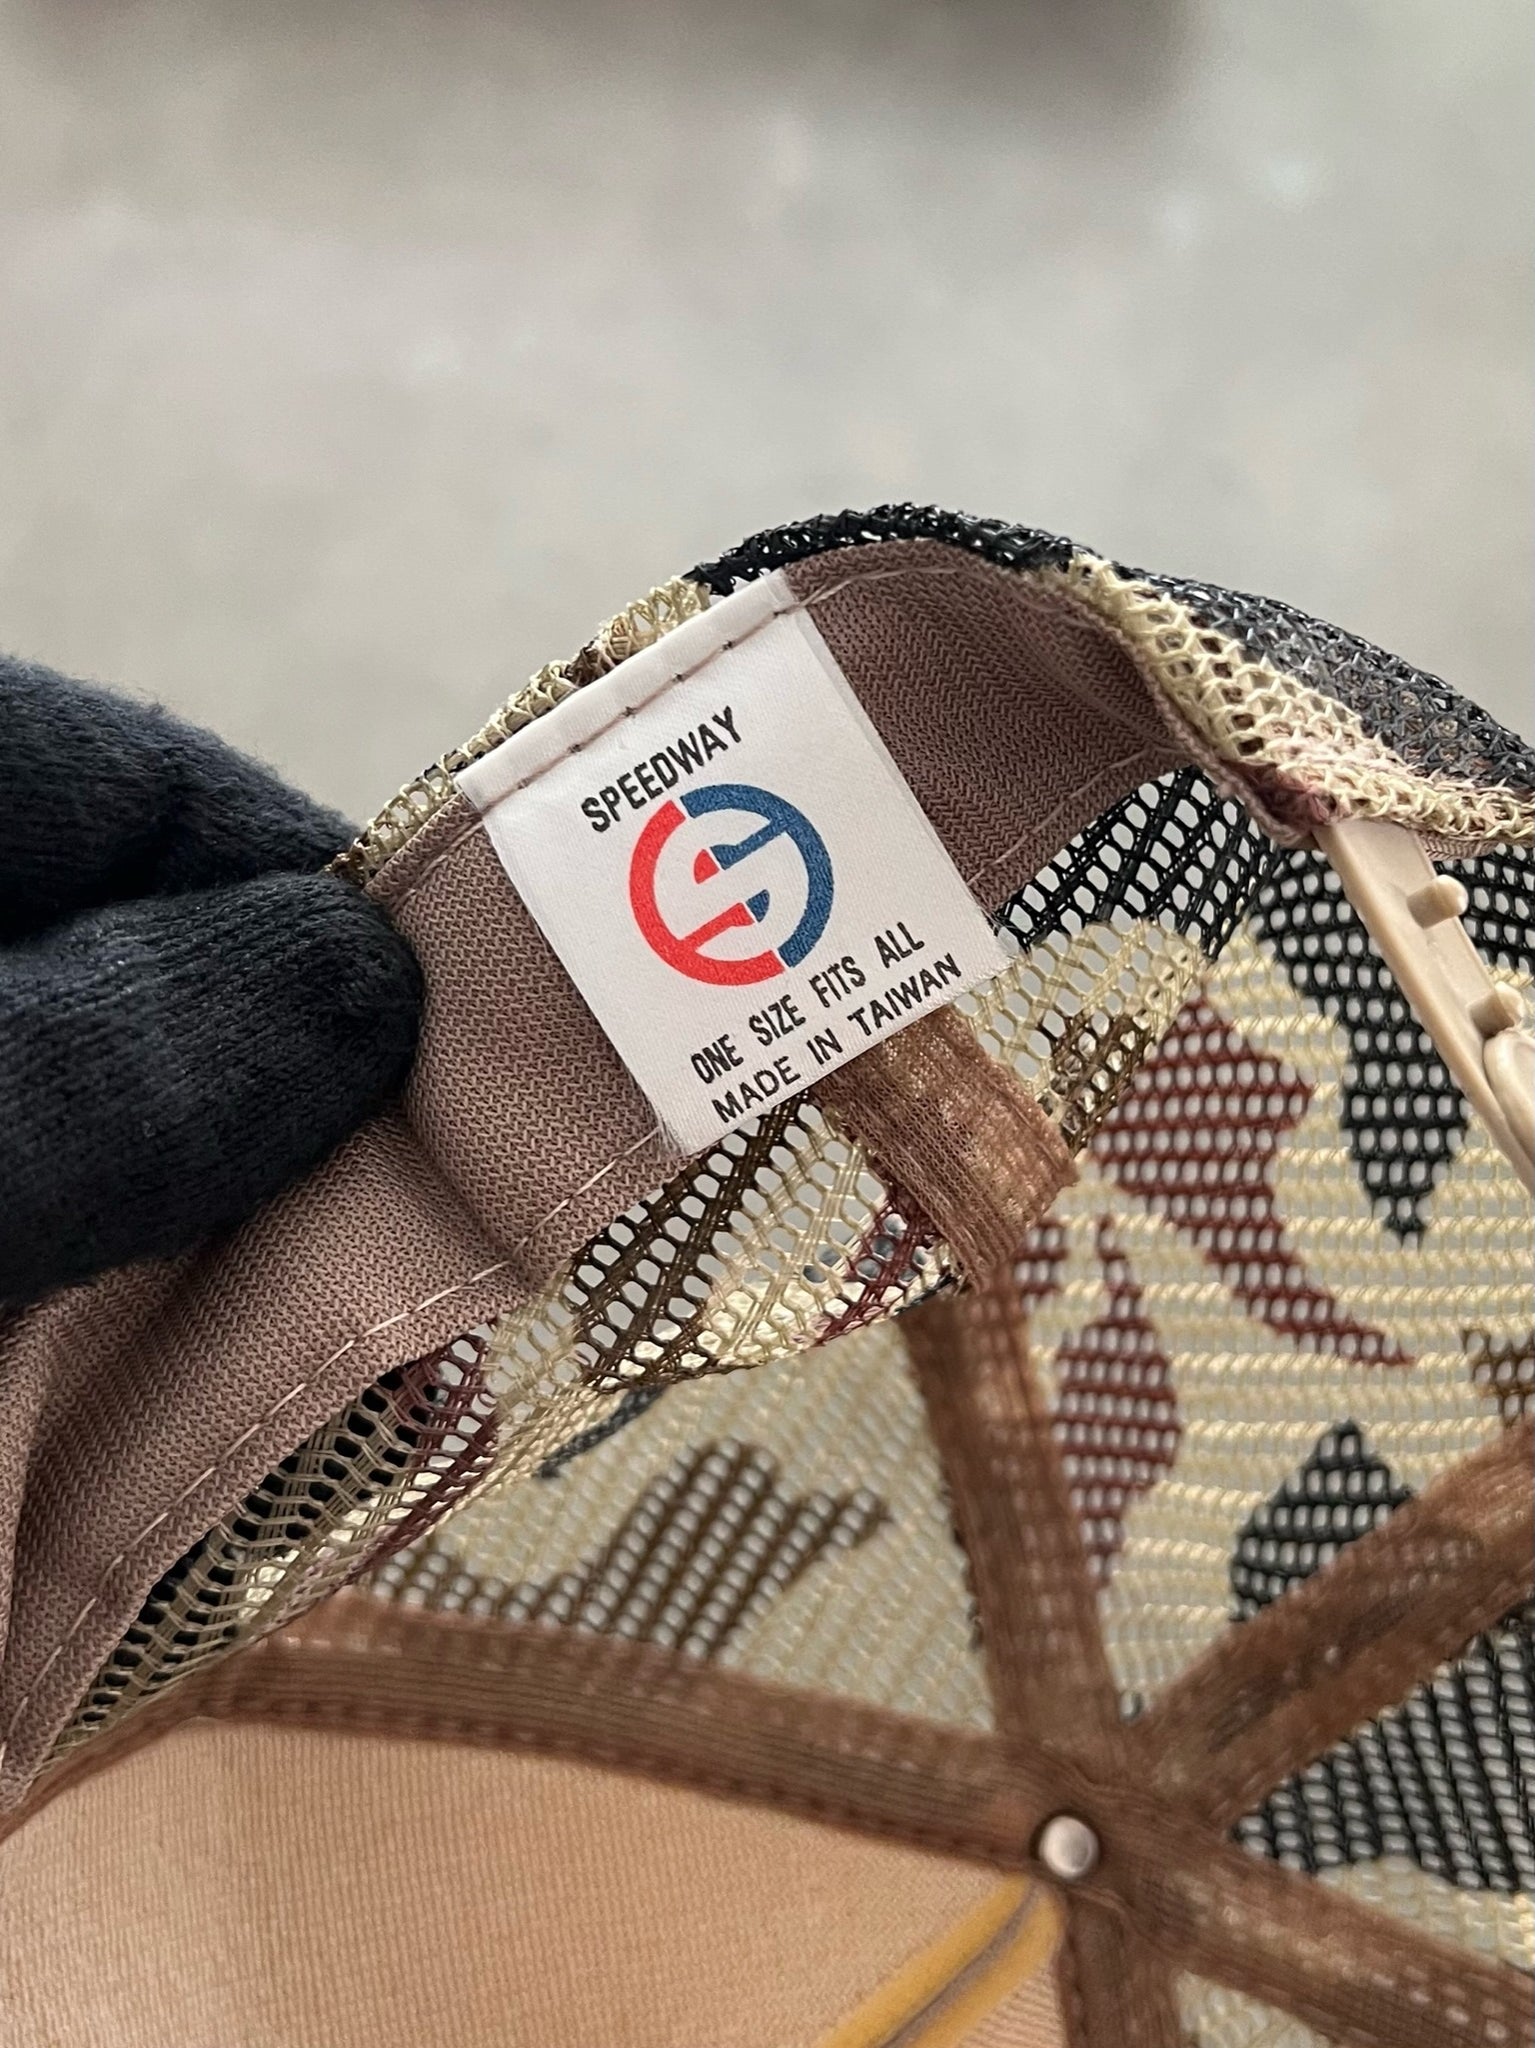 SPEEDWAY
ONE SIZE FITS ALL
MADE IN TAIWAN